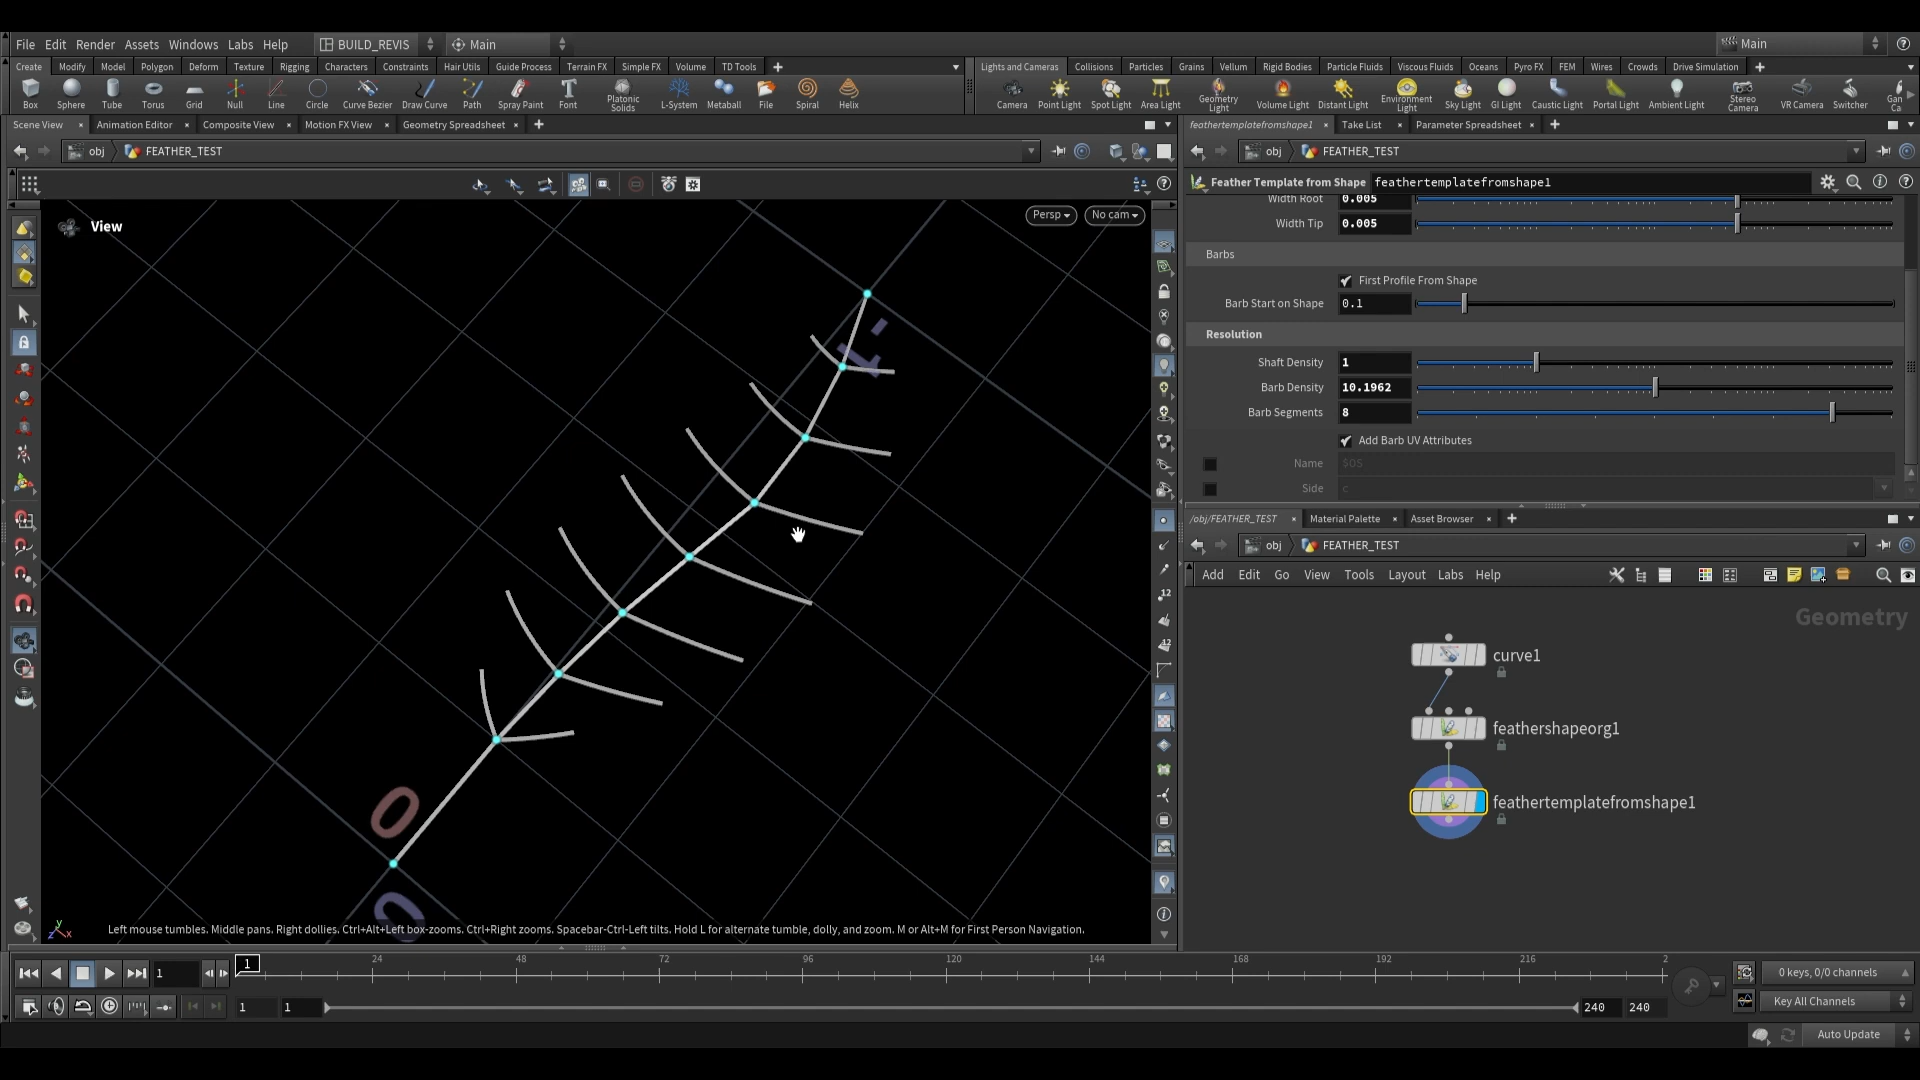 File Edit Render Assets Windows Labs Help BUILD_REVIS Main Main
Create Modify Model Polygon Deform Texture Rigging Characters Constraints Hair Utils Guide Process Terrain FX Simple FX Volume TD Tools
Lights and Cameras Collisions Particles Grains Vellum Rigid Bodies Particle Fluids Viscous Fluids Oceans Pyro FX FEM Wires Crowds Drive Simulation
Box Sphere Tube Torus Grid Null Line Circle Curve Bezier Draw Curve Path Spray Paint Font Platonic Solids L-System Metaball File Spiral Helix
Camera Point Light Spot Light Area Light Geometry Light Volume Light Distant Light Environment Light Sky Light GI Light Caustic Light Portal Light Ambient Light Stereo Camera VR Camera Switcher Gan Ca
Scene View Animation Editor Composite View Motion FX View Geometry Spreadsheet
feathertemplatefromshape1 Take List Parameter Spreadsheet
obj FEATHER_TEST
obj FEATHER_TEST
Feather Template from Shape feathertemplatefromshape1
View
Persp No cam
Width Root 0.005
Width Tip 0.005
Barbs
First Profile From Shape
Barb Start on Shape 0.1
Resolution
Shaft Density 1
Barb Density 10.1962
Barb Segments 8
Add Barb UV Attributes
Name $OS
Side c
-1
0
0
/obj/FEATHER_TEST Material Palette Asset Browser
obj FEATHER_TEST
Add Edit Go View Tools Layout Labs Help
Geometry
curve1
feathershapeorg1
feathertemplatefromshape1
12
42
Left mouse tumbles. Middle pans. Right dollies. Ctrl+Alt+Left box-zooms. Ctrl+Right zooms. Spacebar-Ctrl-Left tilts. Hold L for alternate tumble, dolly, and zoom. M or Alt+M for First Person Navigation.
y z x
1 1 24 48 72 96 120 144 168 192 216 2
0 keys, 0/0 channels
1 1 240 240
Key All Channels
Auto Update